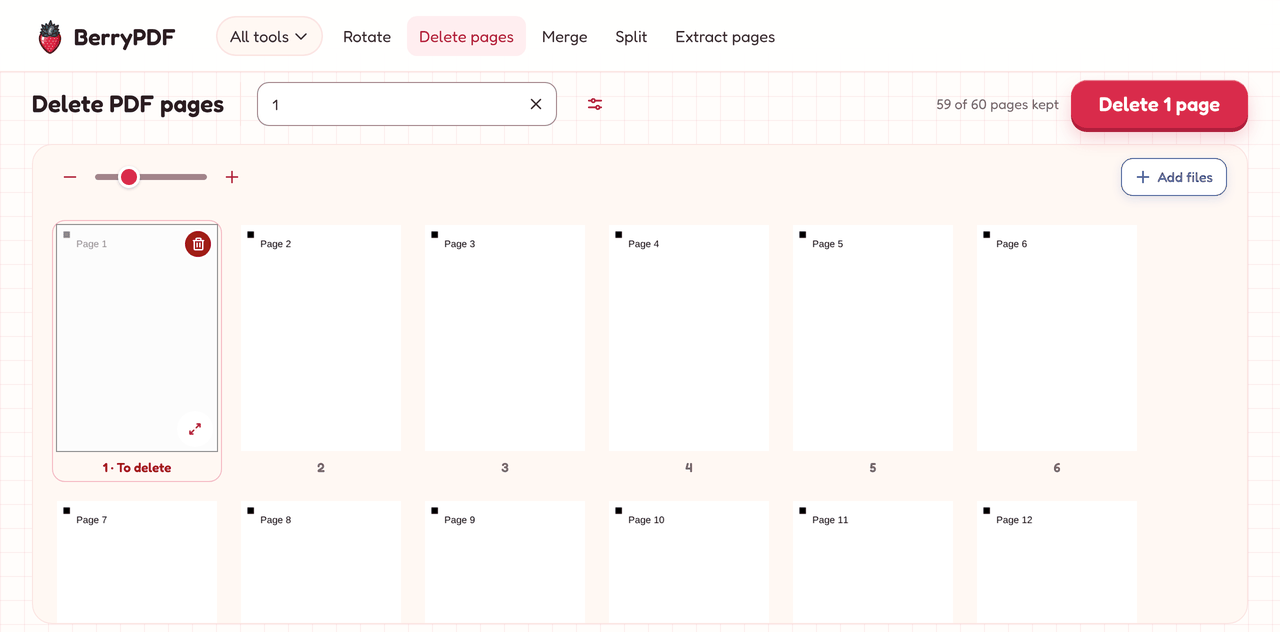 BerryPDF
All tools
Rotate
Delete pages
Merge
Split
Extract pages
Delete PDF pages
1
59 of 60 pages kept
Delete 1 page
Add files
Page 1
Page 2
Page 3
Page 4
Page 5
Page 6
1 · To delete
2
3
4
5
6
Page 7
Page 8
Page 9
Page 10
Page 11
Page 12